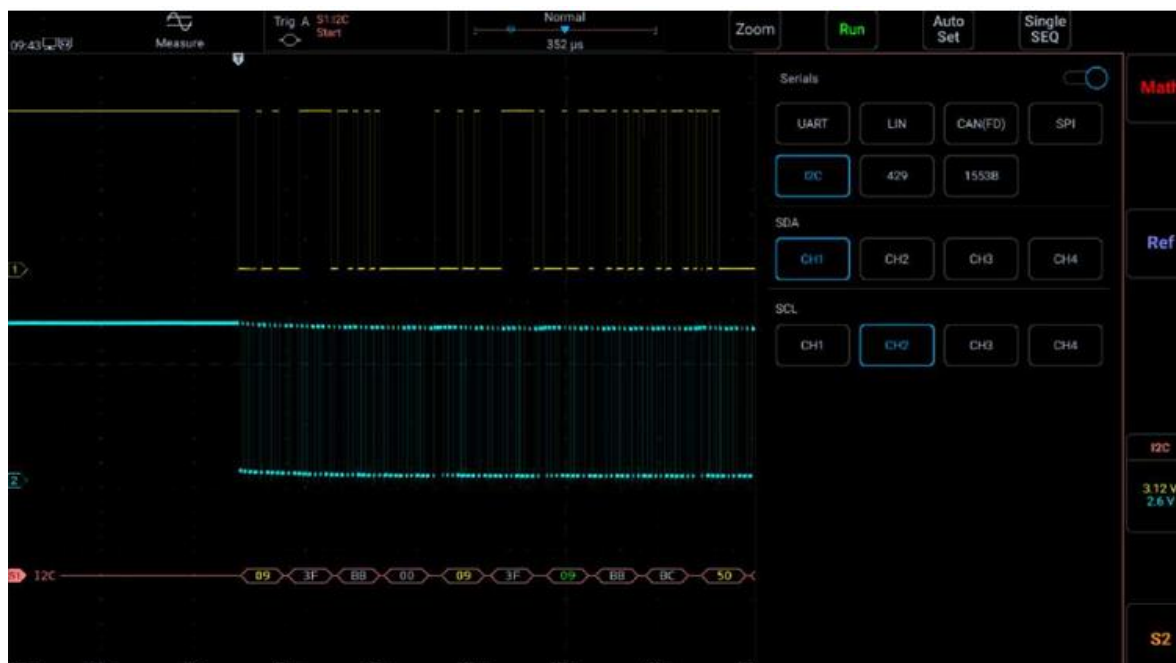 Trig A S1:I2C
Start
Normal
352 µs
Zoom
Run
Auto
Set
Single
SEQ
09:43
Measure
T
Serials
Math
UART LIN CAN(FD) SPI
I2C 429 1553B
SDA
Ref
CH1 CH2 CH3 CH4
1
SCL
CH1 CH2 CH3 CH4
I2C
2
3.12 V
2.6 V
S1 I2C 09 3F BB 00 09 3F 09 BB BC 50
S2